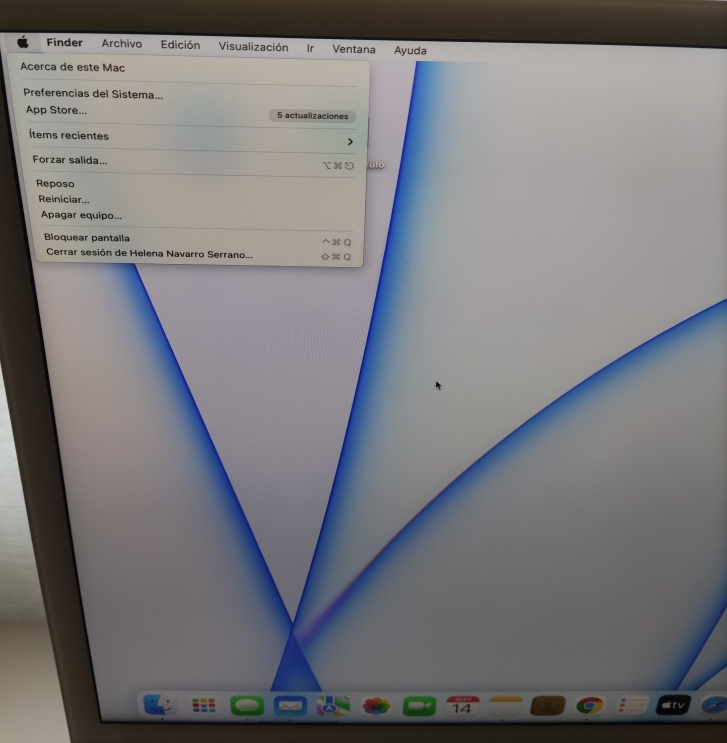 Finder Archivo Edición Visualización Ir Ventana Ayuda
Acerca de este Mac
Preferencias del Sistema...
App Store... 5 actualizaciones
Ítems recientes >
Forzar salida... ⌥⌘⎋
Reposo
Reiniciar...
Apagar equipo...
Bloquear pantalla ^⌘Q
Cerrar sesión de Helena Navarro Serrano... ⇧⌘Q
14
tv